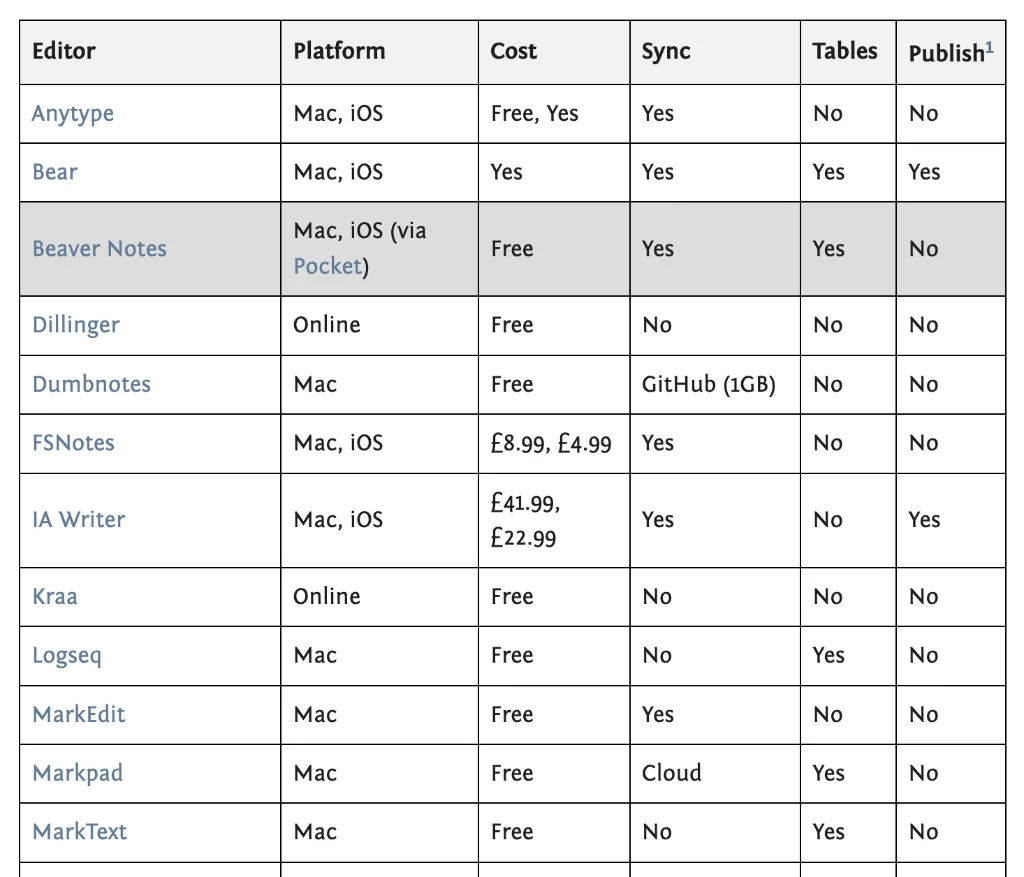 Editor Platform Cost Sync Tables Publish1
Anytype Mac, iOS Free, Yes Yes No No
Bear Mac, iOS Yes Yes Yes Yes
Beaver Notes Mac, iOS (via Pocket) Free Yes Yes No
Dillinger Online Free No No No
Dumbnotes Mac Free GitHub (1GB) No No
FSNotes Mac, iOS £8.99, £4.99 Yes No No
IA Writer Mac, iOS £41.99, £22.99 Yes No Yes
Kraa Online Free No No No
Logseq Mac Free No Yes No
MarkEdit Mac Free Yes No No
Markpad Mac Free Cloud Yes No
MarkText Mac Free No Yes No